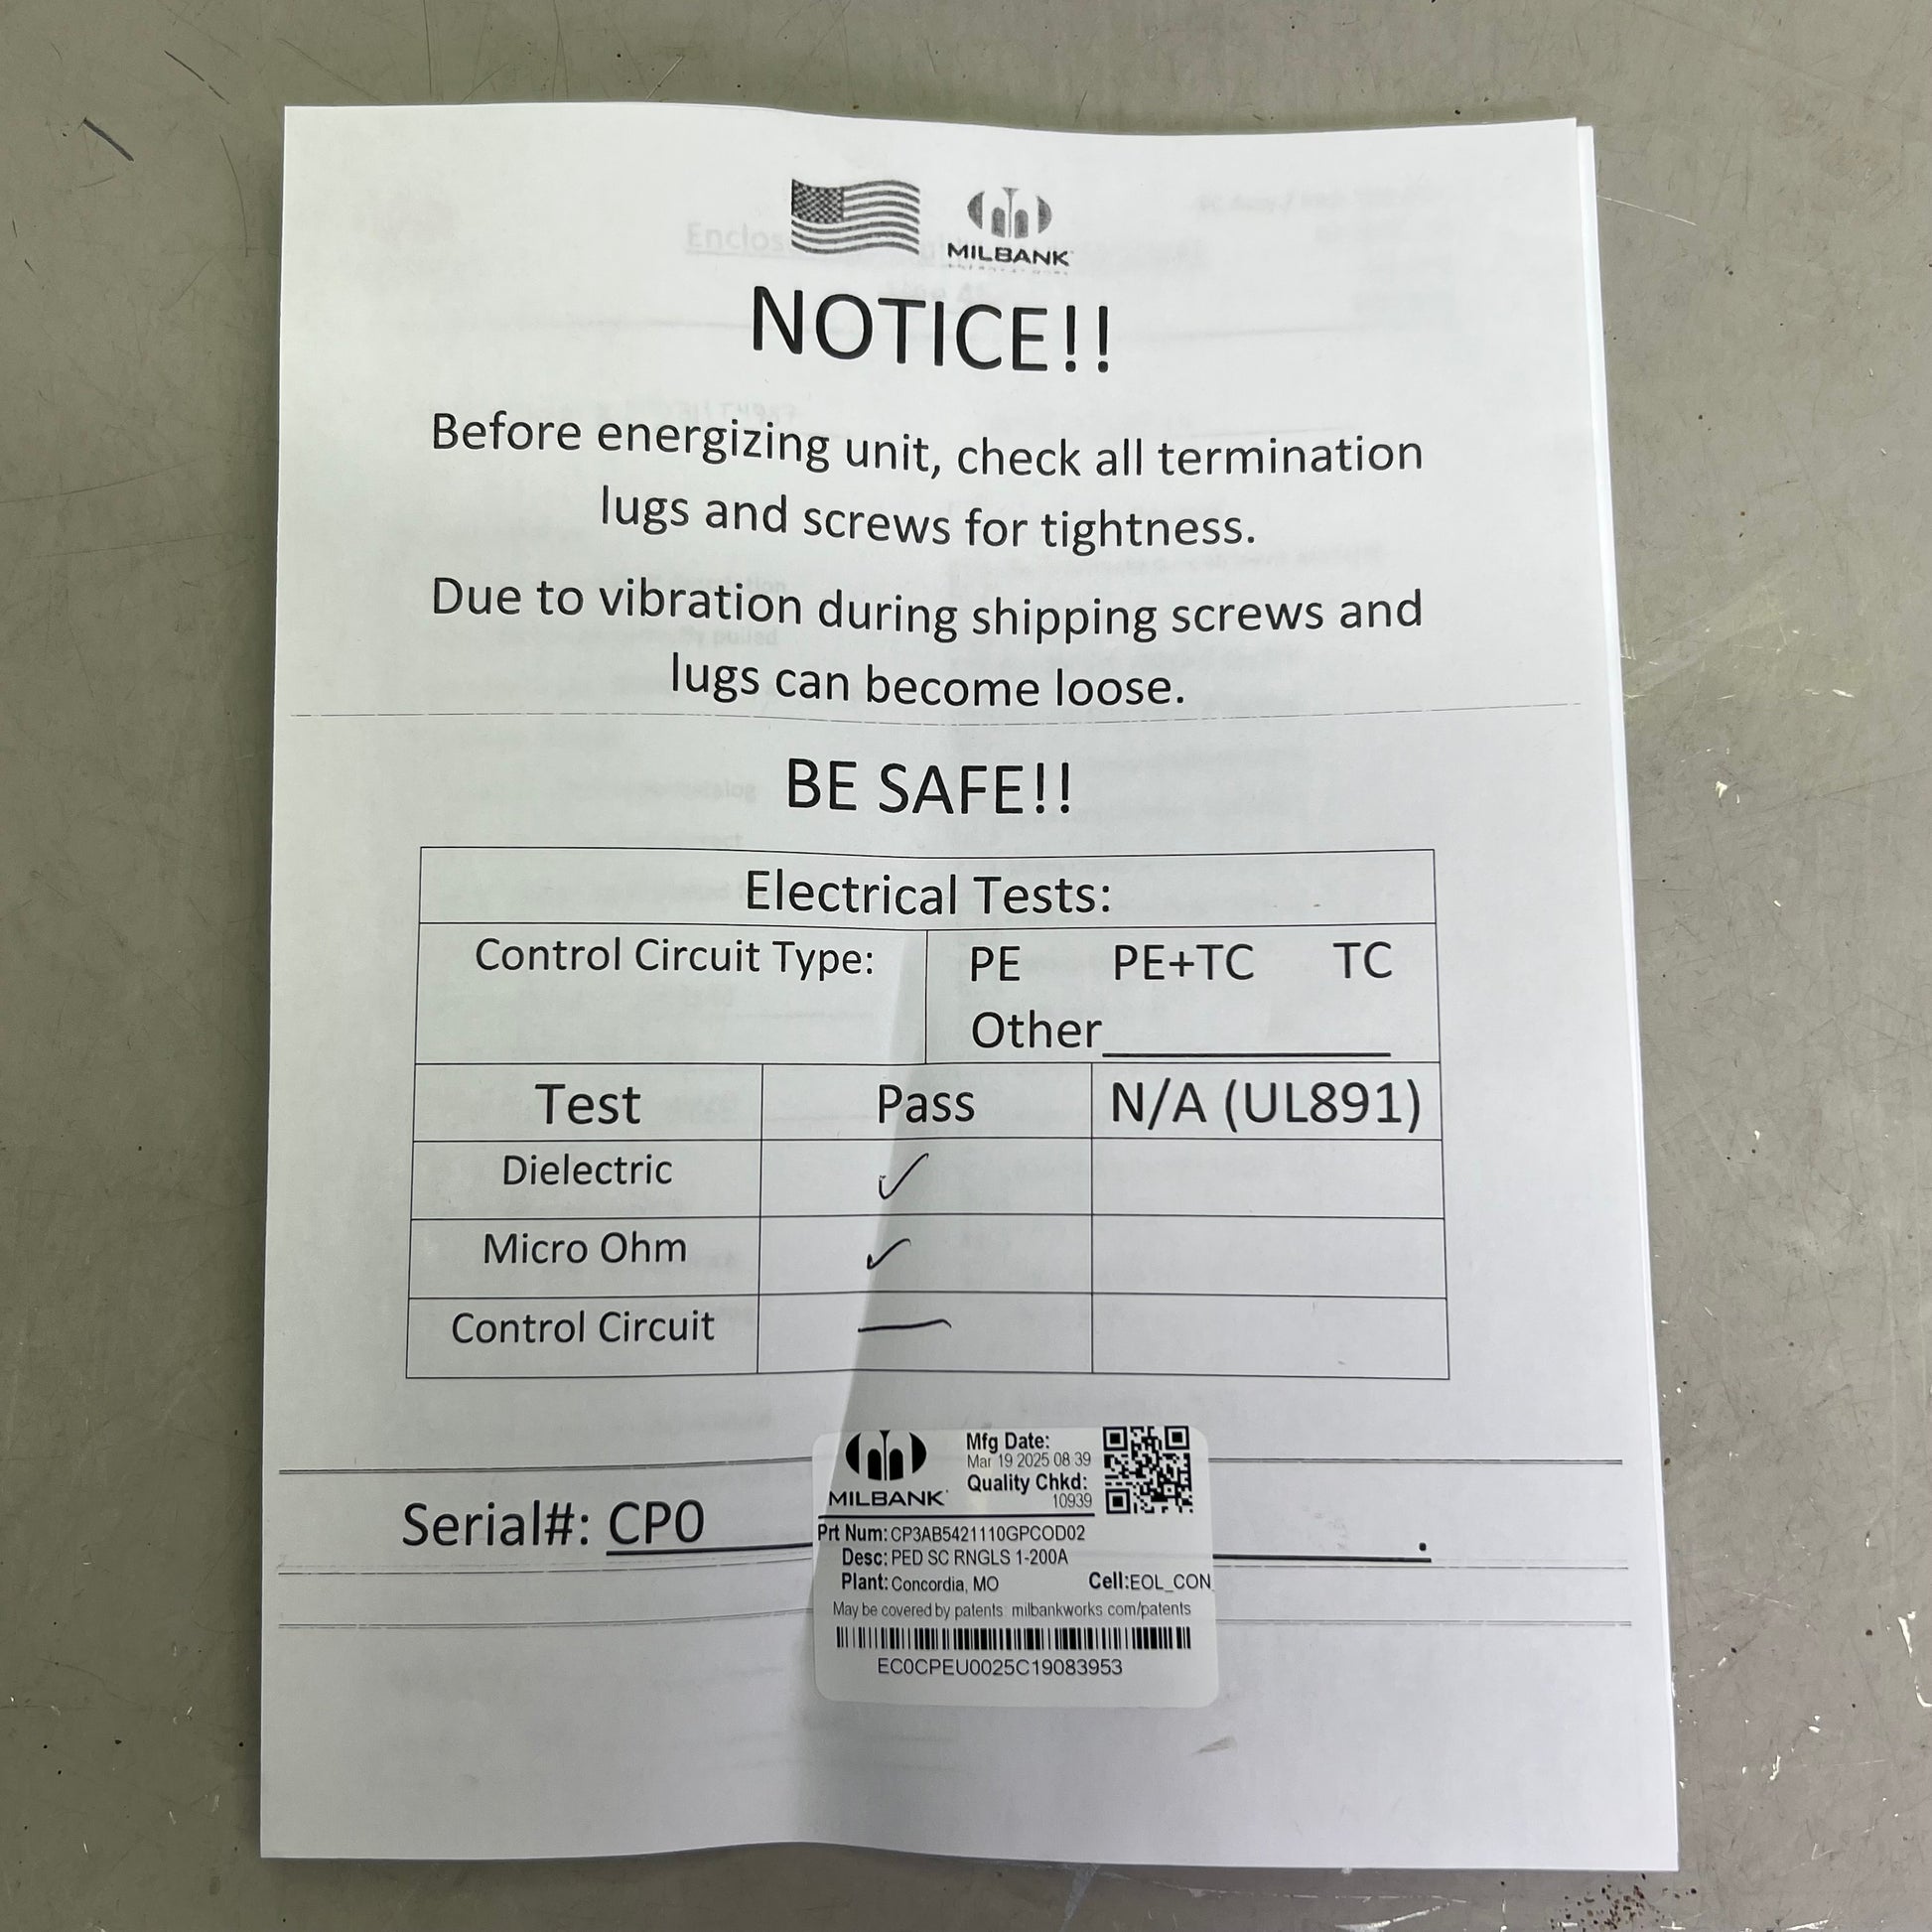 MILBANK
NOTICE!!
Before energizing unit, check all termination
lugs and screws for tightness.
Due to vibration during shipping screws and
lugs can become loose.
BE SAFE!!
Electrical Tests:
Control Circuit Type: PE PE+TC TC
Other
Test Pass N/A (UL891)
Dielectric ✓
Micro Ohm ✓
Control Circuit —
Serial#: CP0 .
MILBANK
Mfg Date:
Mar 19 2025 08 39
Quality Chkd:
10939
Prt Num: CP3AB5421110GPCOD02
Desc: PED SC RNGLS 1-200A
Plant: Concordia, MO Cell:EOL_CON
May be covered by patents: milbankworks com/patents
EC0CPEU0025C19083953